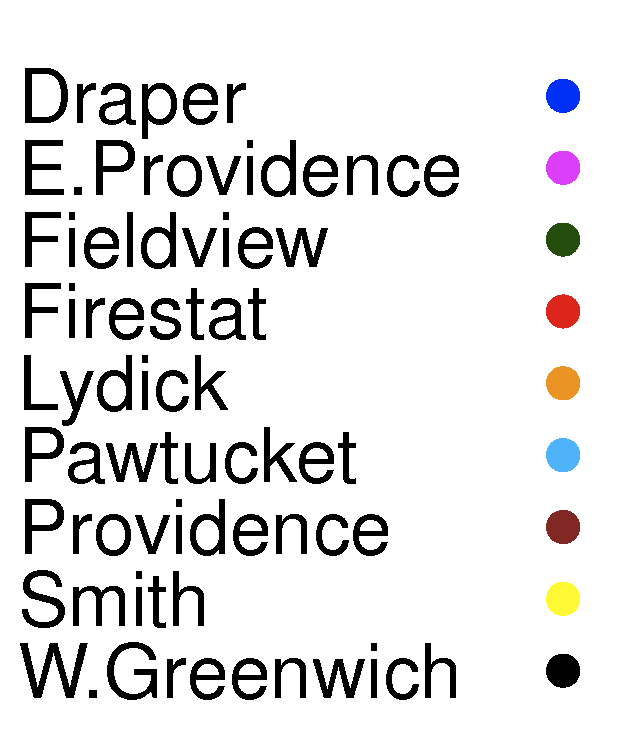 Draper
E.Providence
Fieldview
Firestat
Lydick
Pawtucket
Providence
Smith
W.Greenwich